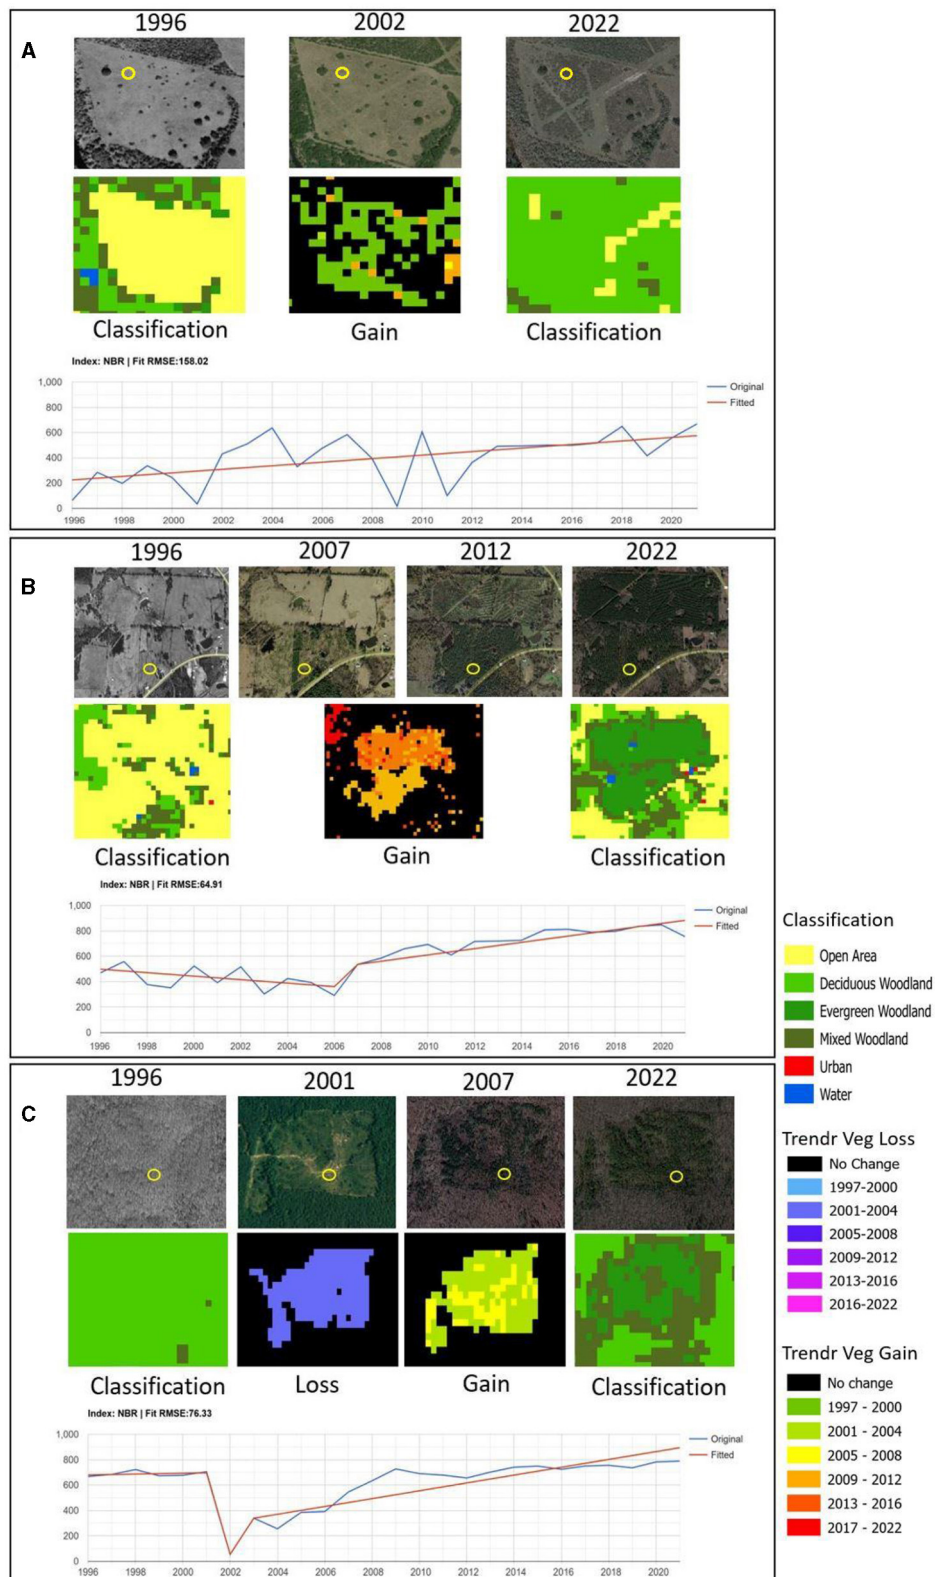 A
1996
2002
2022
Classification
Gain
Classification
Index: NBR | Fit RMSE:158.02
1,000
800
600
400
200
0
Original
Fitted
1996 1998 2000 2002 2004 2006 2008 2010 2012 2014 2016 2018 2020
B
1996
2007
2012
2022
Classification
Gain
Classification
Index: NBR | Fit RMSE:64.91
1,000
800
600
400
200
0
Original
Fitted
1996 1998 2000 2002 2004 2006 2008 2010 2012 2014 2016 2018 2020
C
1996
2001
2007
2022
Classification
Loss
Gain
Classification
Index: NBR | Fit RMSE:76.33
1,000
800
600
400
200
0
Original
Fitted
1996 1998 2000 2002 2004 2006 2008 2010 2012 2014 2016 2018 2020
Classification
Open Area
Deciduous Woodland
Evergreen Woodland
Mixed Woodland
Urban
Water
Trendr Veg Loss
No Change
1997-2000
2001-2004
2005-2008
2009-2012
2013-2016
2016-2022
Trendr Veg Gain
No change
1997 - 2000
2001 - 2004
2005 - 2008
2009 - 2012
2013 - 2016
2017 - 2022